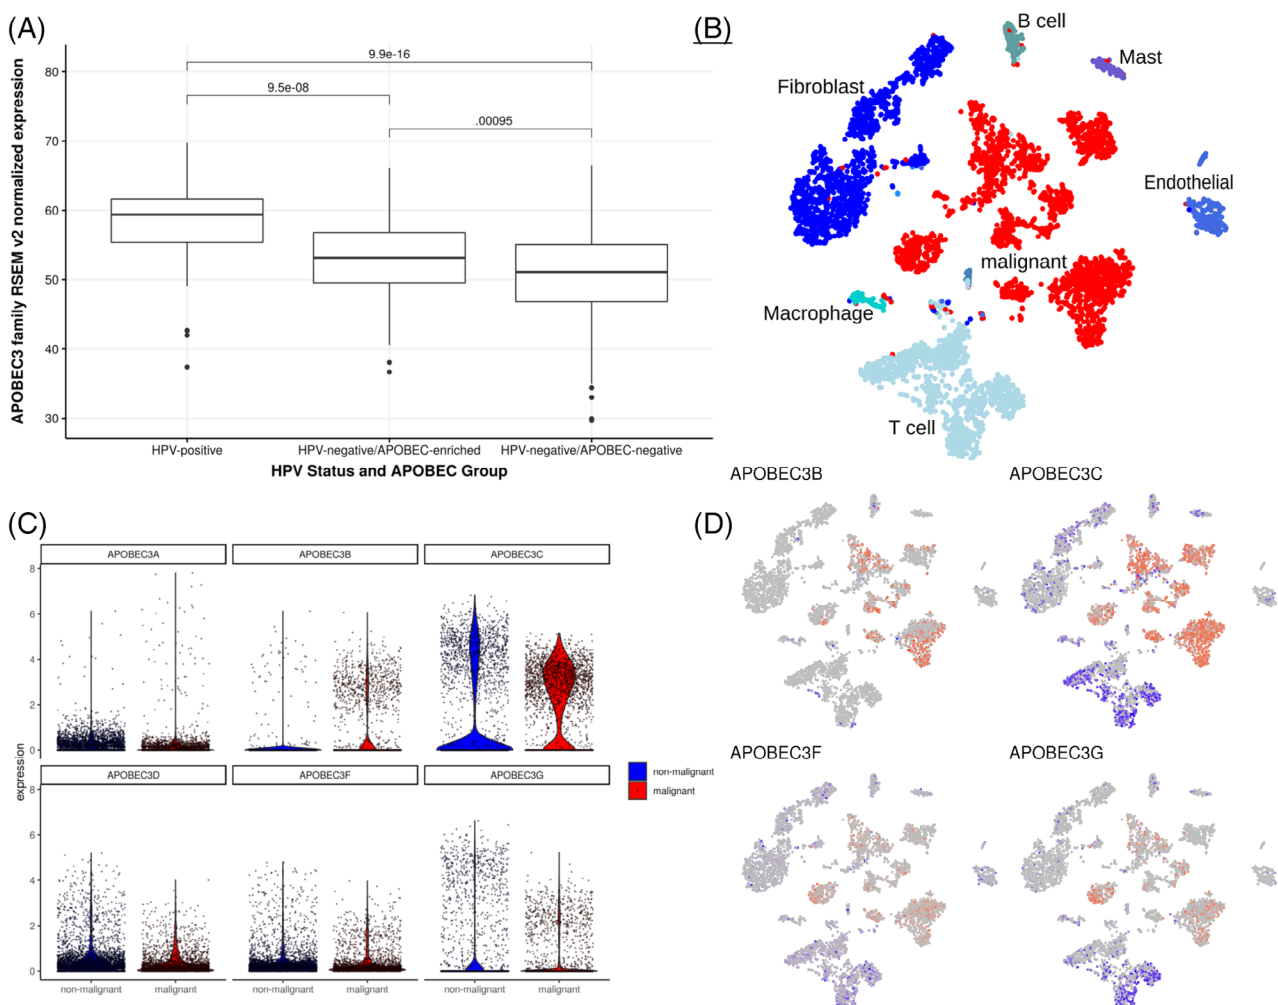 (A)
9.9e-16
9.5e-08
.00095
80
70
60
50
40
30
APOBEC3 family RSEM v2 normalized expression
HPV-positive
HPV-negative/APOBEC-enriched
HPV-negative/APOBEC-negative
HPV Status and APOBEC Group
(B)
B cell
Mast
Fibroblast
Endothelial
malignant
Macrophage
T cell
(C)
APOBEC3A
APOBEC3B
APOBEC3C
8
6
4
2
0
expression
APOBEC3D
APOBEC3F
APOBEC3G
8
6
4
2
0
non-malignant
malignant
non-malignant
malignant
non-malignant
malignant
non-malignant
malignant
(D)
APOBEC3B
APOBEC3C
APOBEC3F
APOBEC3G